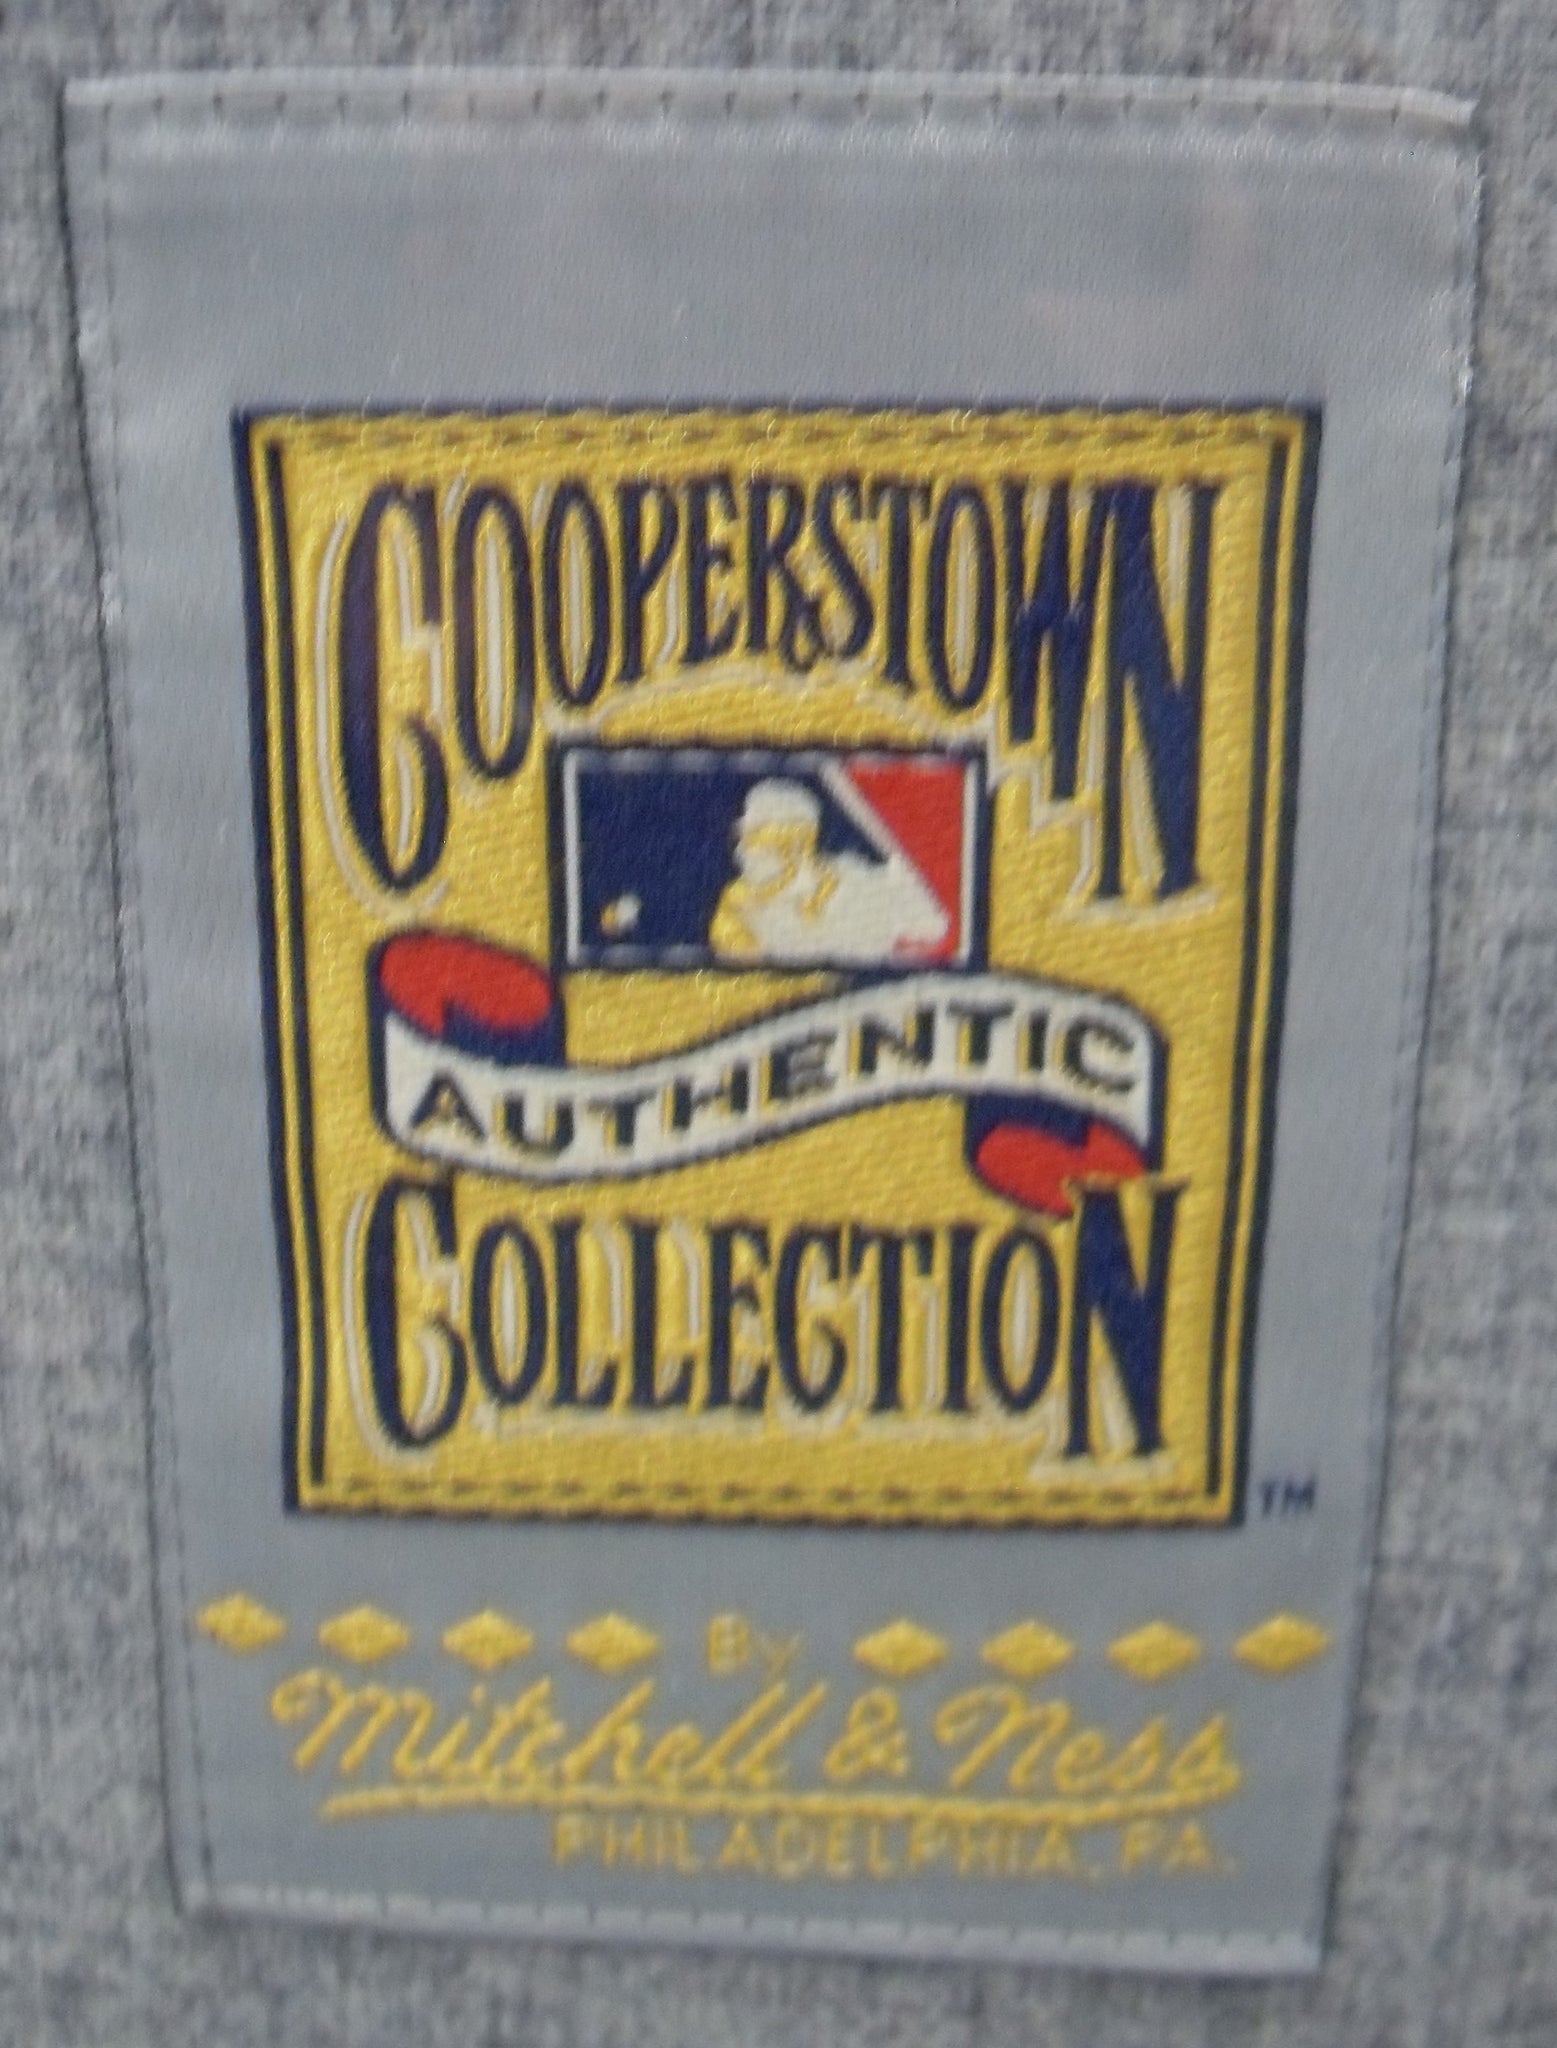 COOPERSTOWN
AUTHENTIC
COLLECTION
TM
By
Mitchell & Ness
PHILADELPHIA, PA.